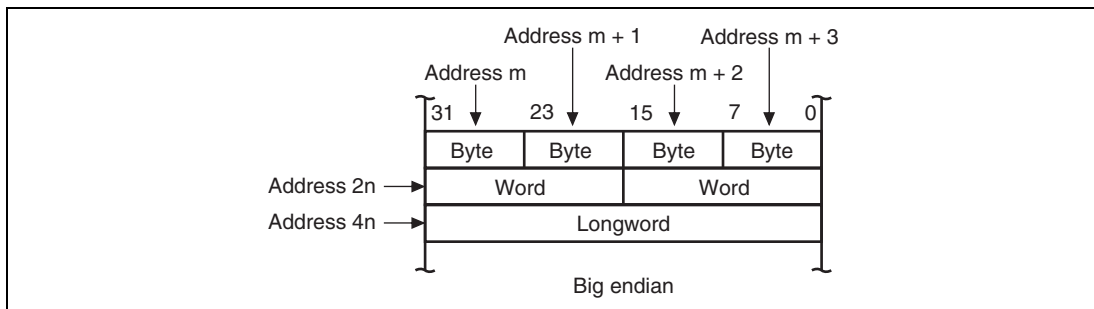 Address m + 1 Address m + 3
Address m Address m + 2
31 23 15 7 0
Byte Byte Byte Byte
Address 2n Word Word
Address 4n Longword
Big endian